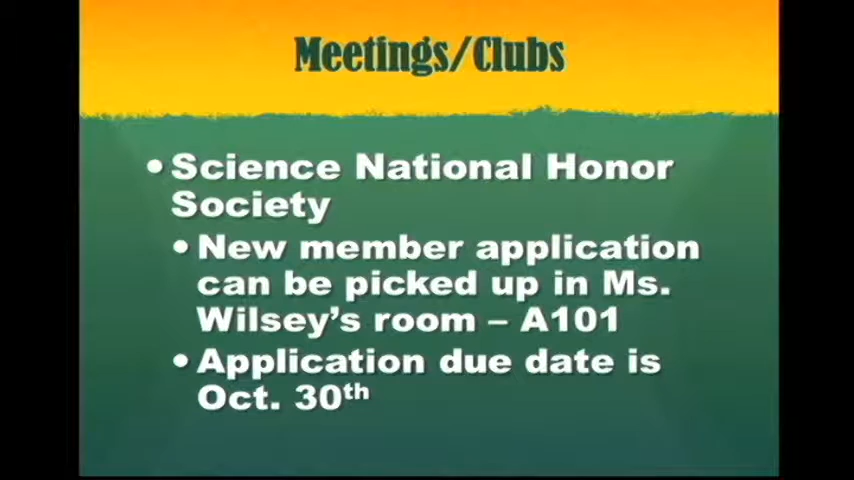 Meetings/Clubs
• Science National Honor
Society
• New member application
can be picked up in Ms.
Wilsey's room – A101
• Application due date is
Oct. 30th